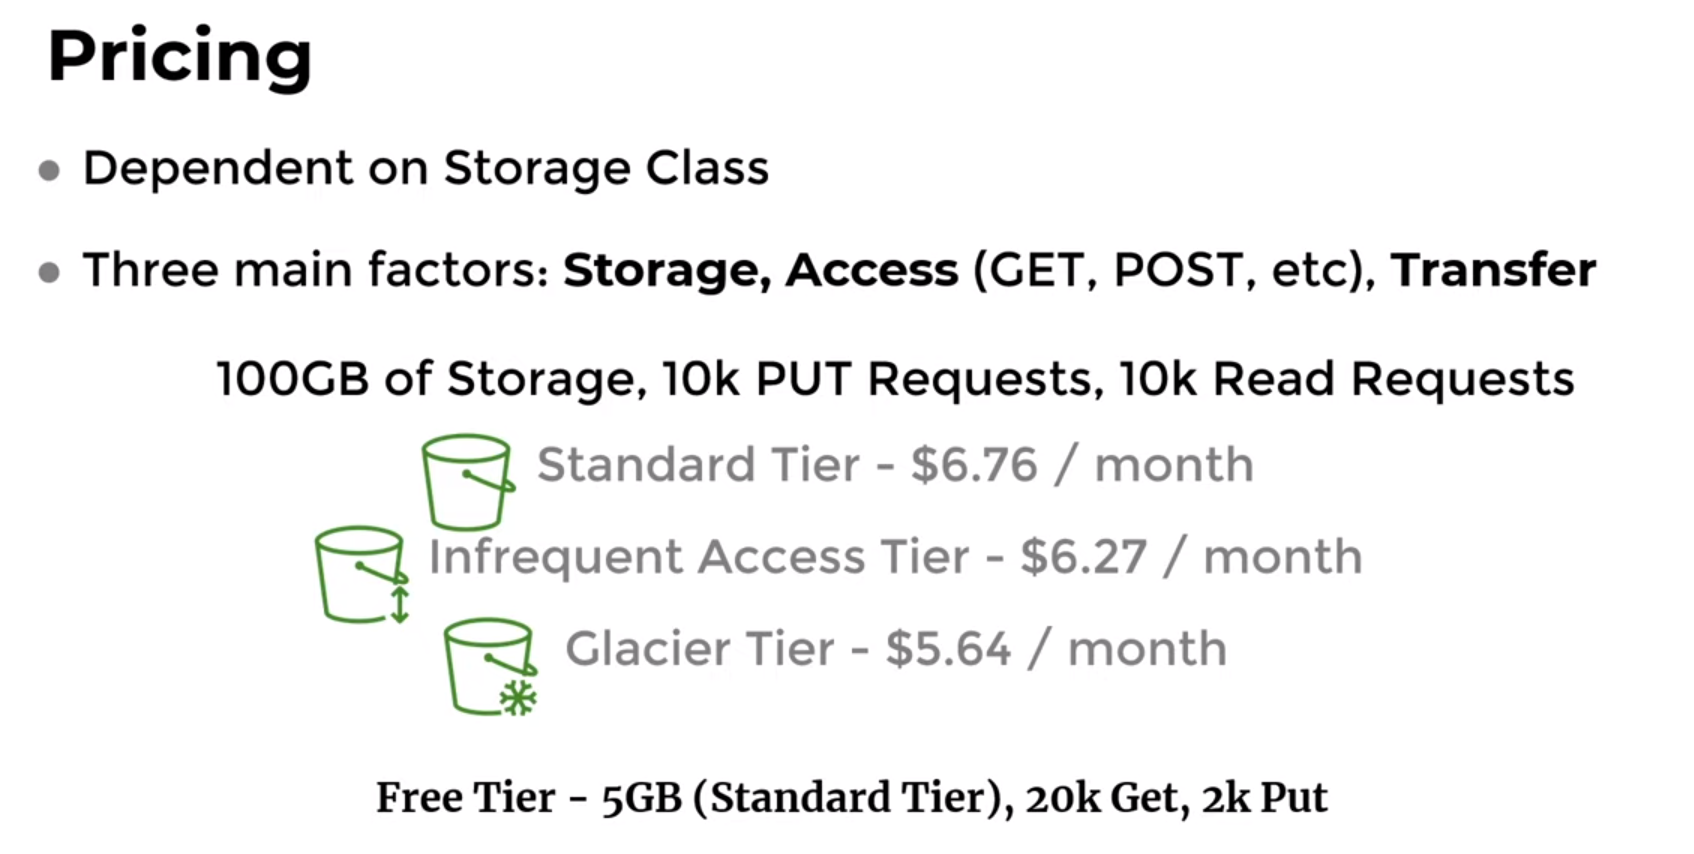 Pricing
Dependent on Storage Class
Three main factors: Storage, Access (GET, POST, etc), Transfer
100GB of Storage, 10k PUT Requests, 10k Read Requests
Standard Tier - $6.76 / month
Infrequent Access Tier - $6.27 / month
Glacier Tier - $5.64 / month
Free Tier - 5GB (Standard Tier), 20k Get, 2k Put